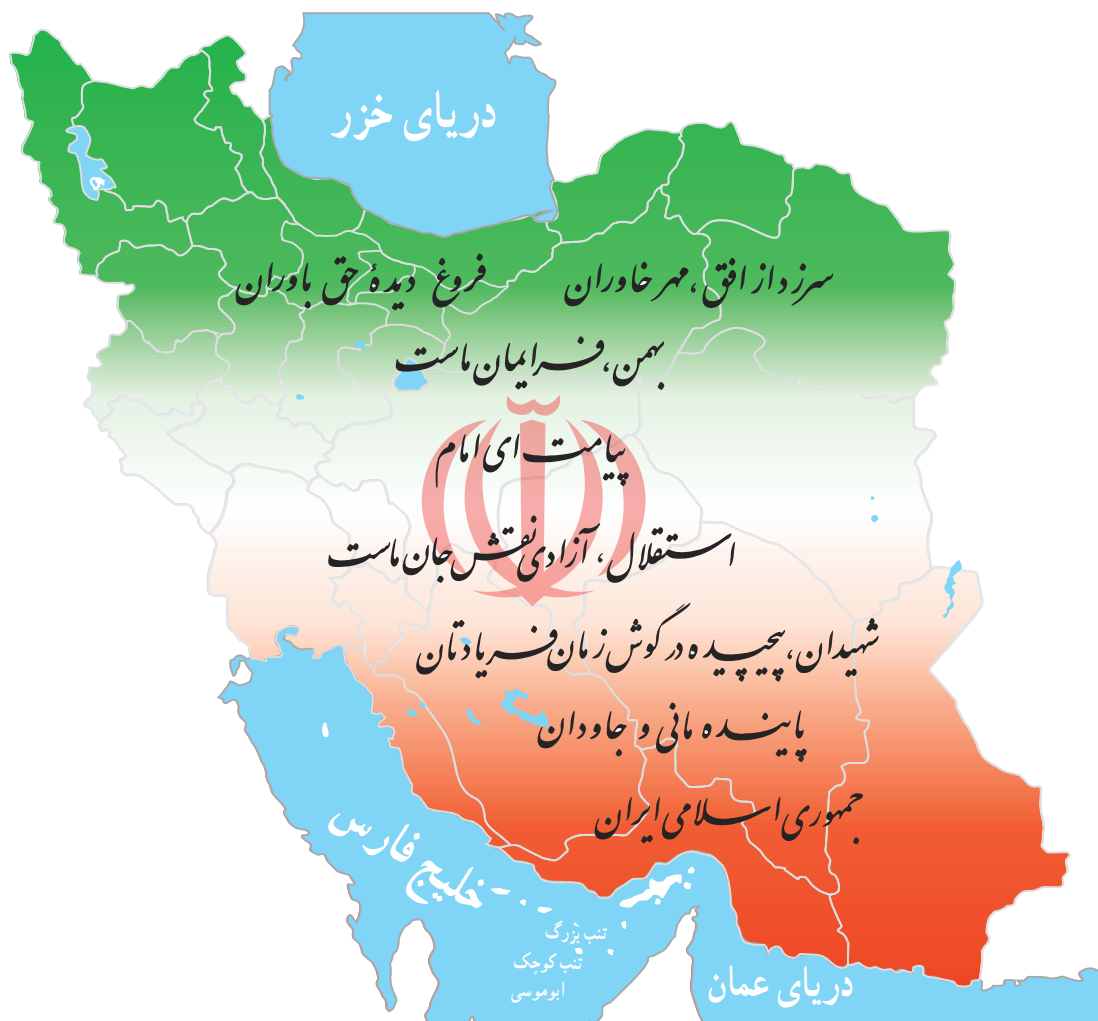 دریای خزر
سرزد از افق، مهر خاوران فروغ دیدهٔ حق باوران
بهمن، فر ایمان ماست
پیامت ای امام
استقلال، آزادی نقش جان ماست
شهیدان، پیچیده در گوش زمان فریادتان
پاینده مانی و جاودان
جمهوری اسلامی ایران
خلیج فارس
تنب بزرگ
تنب کوچک
ابوموسی
دریای عمان